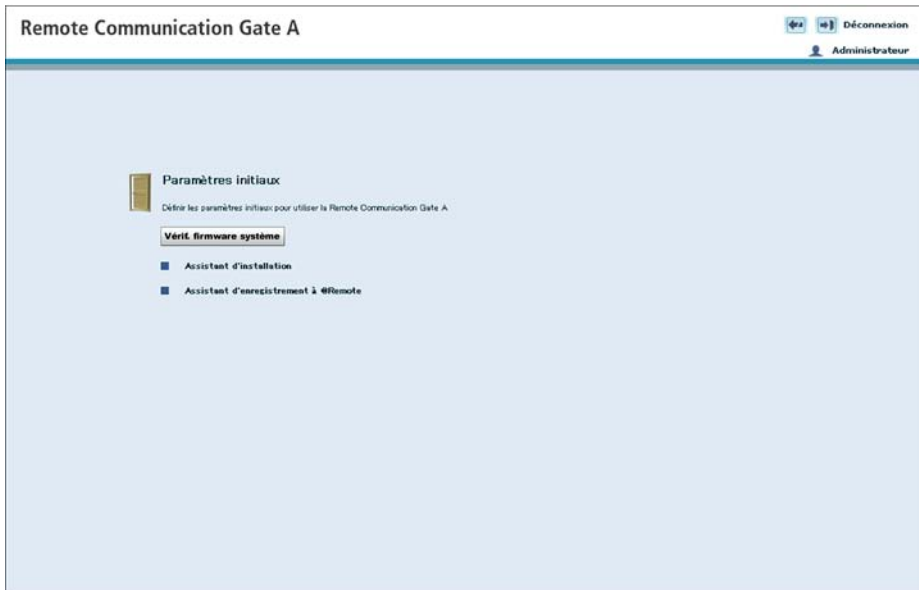 Remote Communication Gate A
Déconnexion
Administrateur
Paramètres initiaux
Définir les paramètres initiaux pour utiliser la Remote Communication Gate A
Vérif. firmware système
Assistant d'installation
Assistant d'enregistrement à @Remote